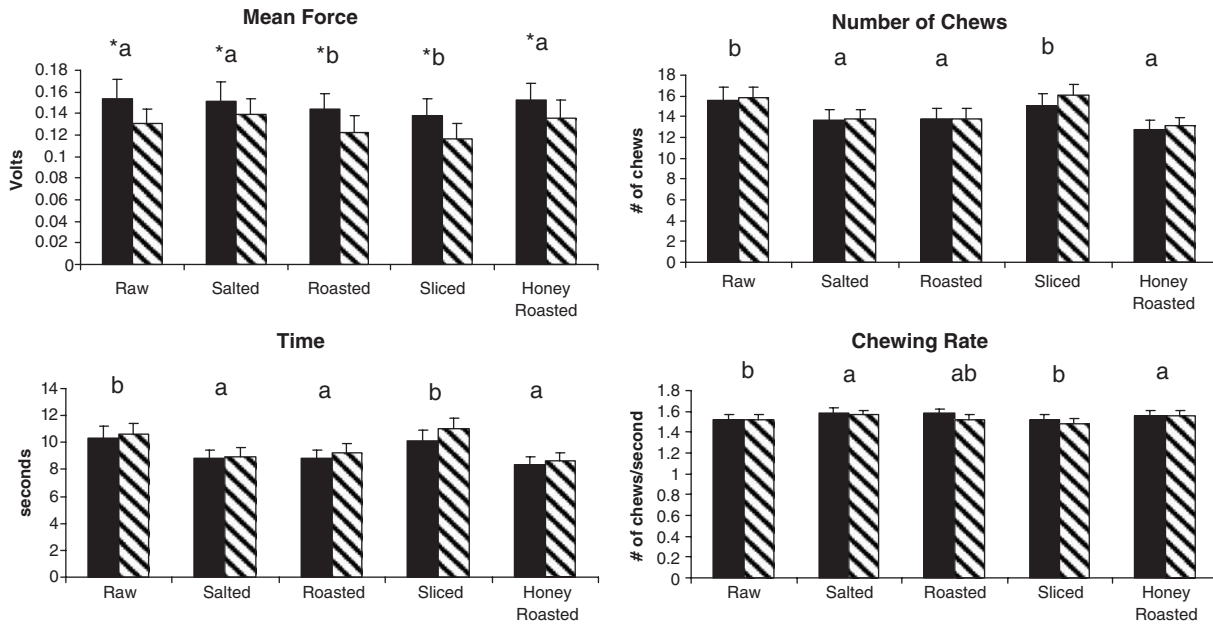 Mean Force
*a *a *b *b *a
0.18
0.16
0.14
0.12
0.1
0.08
0.06
0.04
0.02
0
Volts
Raw Salted Roasted Sliced Honey
Roasted
Number of Chews
b a a b a
18
16
14
12
10
8
6
4
2
0
# of chews
Raw Salted Roasted Sliced Honey
Roasted
Time
b a a b a
14
12
10
8
6
4
2
0
seconds
Raw Salted Roasted Sliced Honey
Roasted
Chewing Rate
b a ab b a
1.8
1.6
1.4
1.2
1
0.8
0.6
0.4
0.2
0
# of chews/second
Raw Salted Roasted Sliced Honey
Roasted